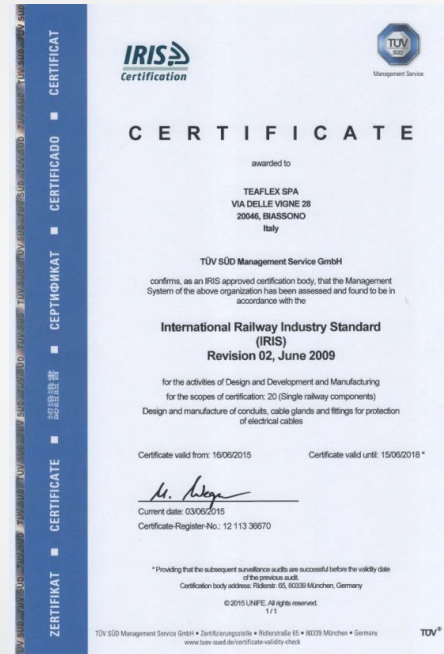 IRIS
Certification
TÜV
SÜD
Management Service
CERTIFICATE
awarded to
TEAFLEX SPA
VIA DELLE VIGNE 28
20046, BIASSONO
Italy
TÜV SÜD Management Service GmbH
confirms, as an IRIS approved certification body, that the Management
System of the above organization has been assessed and found to be in
accordance with the
International Railway Industry Standard
(IRIS)
Revision 02, June 2009
for the activities of Design and Development and Manufacturing
for the scopes of certification: 20 (Single railway components)
Design and manufacture of conduits, cable glands and fittings for protection
of electrical cables
Certificate valid from: 16/06/2015 Certificate valid until: 15/06/2018 *
Current date: 03/06/2015
Certificate-Register-No.: 12 113 36670
* Providing that the subsequent surveillance audits are successful before the validity date
of the previous audit.
Certification body address: Ridlerstr. 65, 80339 München, Germany
© 2015 UNIFE. All rights reserved.
1 / 1
TÜV SÜD Management Service GmbH • Zertifizierungsstelle • Ridlerstraße 65 • 80339 München • Germany
www.tuev-sued.de/certificate-validity-check
TÜV®
ZERTIFIKAT ■ CERTIFICATE ■ 認證證書 ■ СЕРТИФИКАТ ■ CERTIFICADO ■ CERTIFICAT